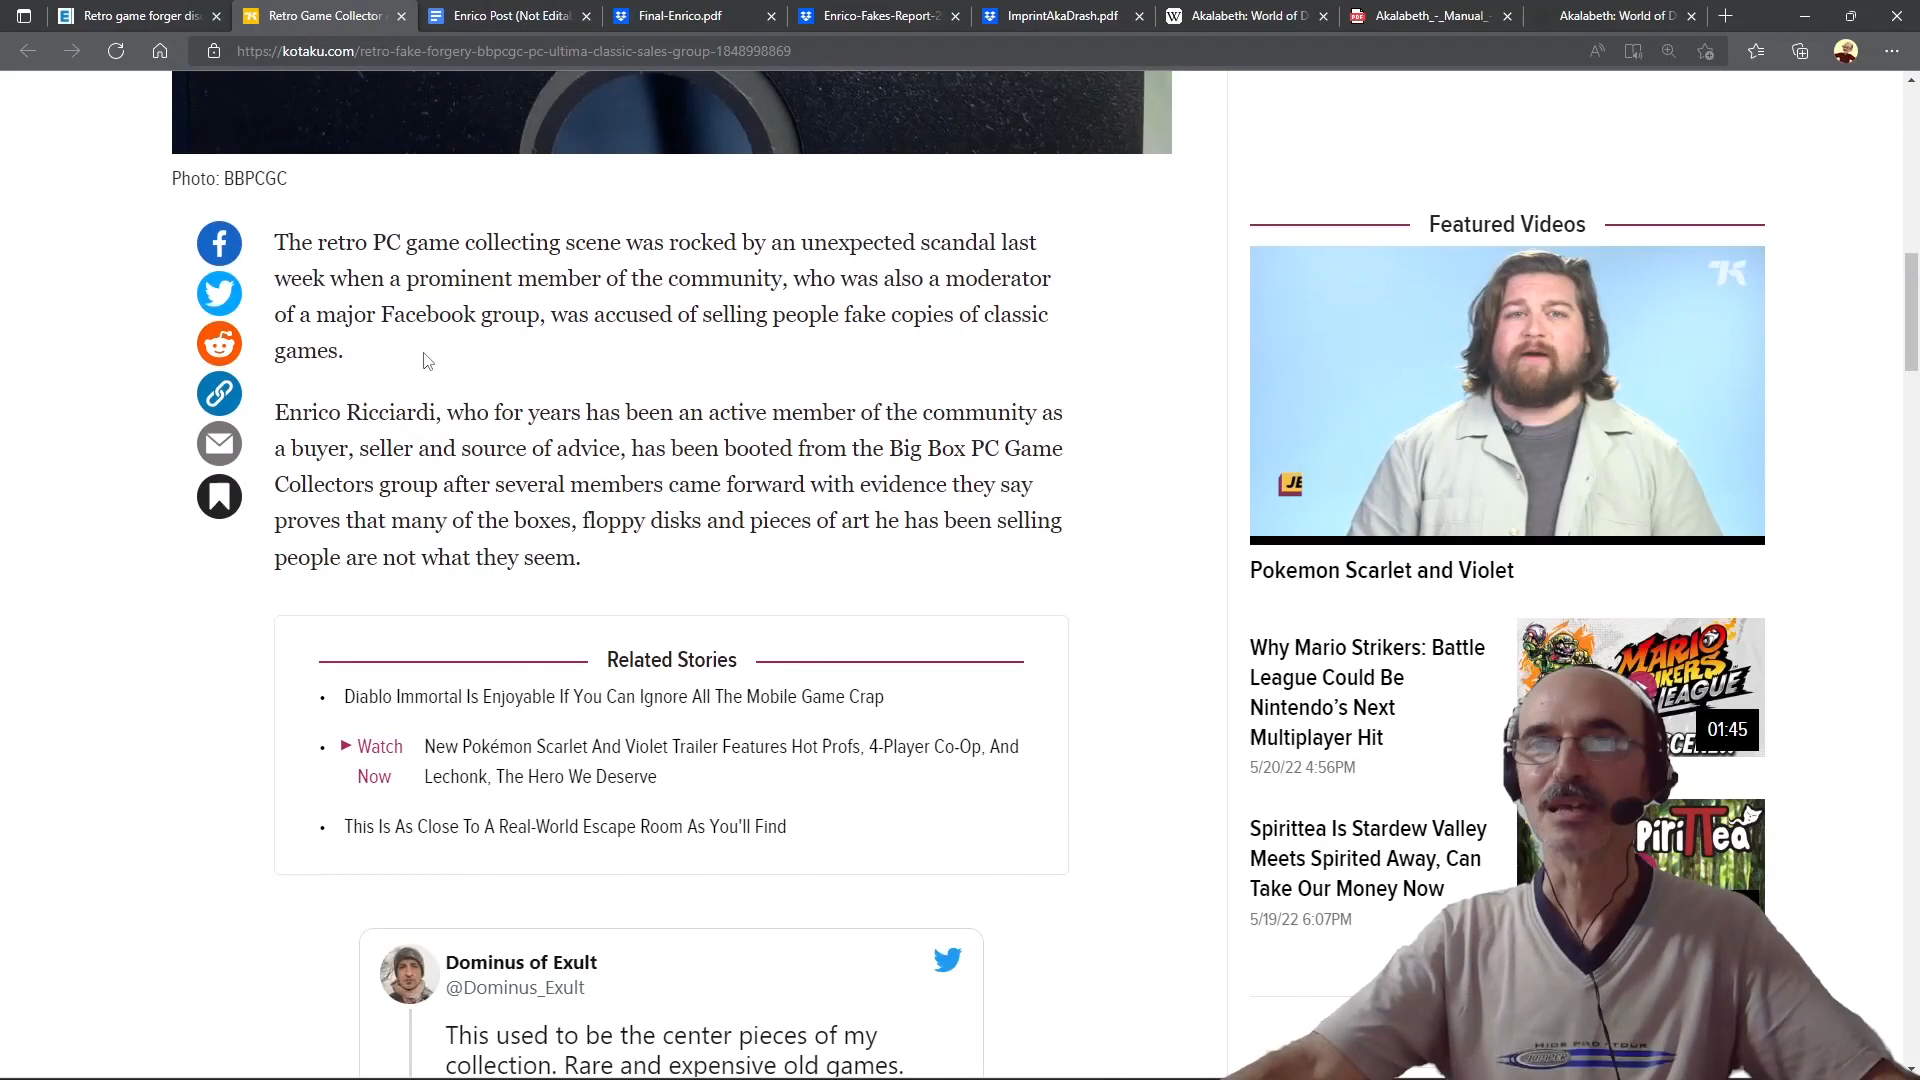 Retro game forger dis
Retro Game Collector
Enrico Post (Not Edita
Final-Enrico.pdf
Enrico-Fakes-Report-2
ImprintAkaDrash.pdf
Akalabeth: World of D
Akalabeth_-_Manual_-
Akalabeth: World of D
https://kotaku.com/retro-fake-forgery-bbpcgc-pc-ultima-classic-sales-group-1848998869
Photo: BBPCGC
The retro PC game collecting scene was rocked by an unexpected scandal last
week when a prominent member of the community, who was also a moderator
of a major Facebook group, was accused of selling people fake copies of classic
games.
Enrico Ricciardi, who for years has been an active member of the community as
a buyer, seller and source of advice, has been booted from the Big Box PC Game
Collectors group after several members came forward with evidence they say
proves that many of the boxes, floppy disks and pieces of art he has been selling
people are not what they seem.
Related Stories
• Diablo Immortal Is Enjoyable If You Can Ignore All The Mobile Game Crap
• Watch Now New Pokémon Scarlet And Violet Trailer Features Hot Profs, 4-Player Co-Op, And
Lechonk, The Hero We Deserve
• This Is As Close To A Real-World Escape Room As You'll Find
Dominus of Exult
@Dominus_Exult
This used to be the center pieces of my
collection. Rare and expensive old games.
Featured Videos
JE
Pokemon Scarlet and Violet
Why Mario Strikers: Battle
League Could Be
Nintendo's Next
Multiplayer Hit
5/20/22 4:56PM
MARIO
LEAGUE
01:45
Spirittea Is Stardew Valley
Meets Spirited Away, Can
Take Our Money Now
5/19/22 6:07PM
PiriTTea